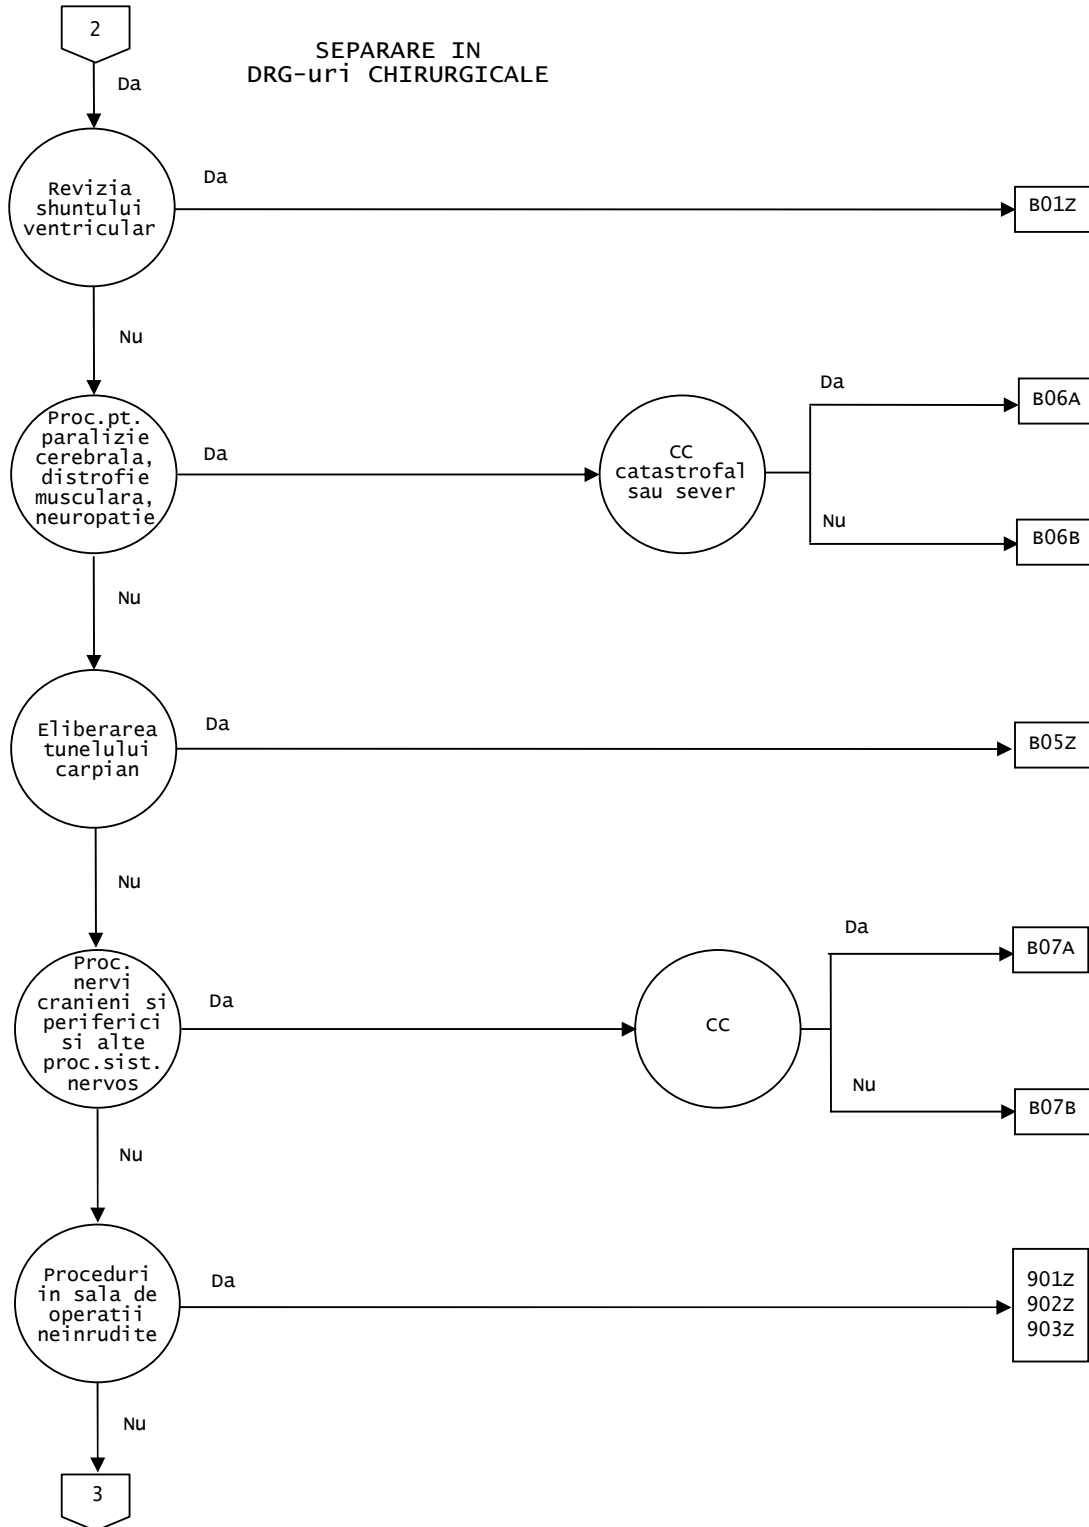 2
SEPARARE IN
DRG-uri CHIRURGICALE
Da
Revizia
shuntului
ventricular
Da
B01Z
Nu
Proc.pt.
paralizie
cerebrala,
distrofie
musculara,
neuropatie
Da
CC
catastrofal
sau sever
Da
B06A
Nu
B06B
Nu
Eliberarea
tunelului
carpian
Da
B05Z
Nu
Proc.
nervi
cranieni si
periferici
si alte
proc.sist.
nervos
Da
CC
Da
B07A
Nu
B07B
Nu
Proceduri
in sala de
operatii
neinrudite
Da
901Z
902Z
903Z
Nu
3